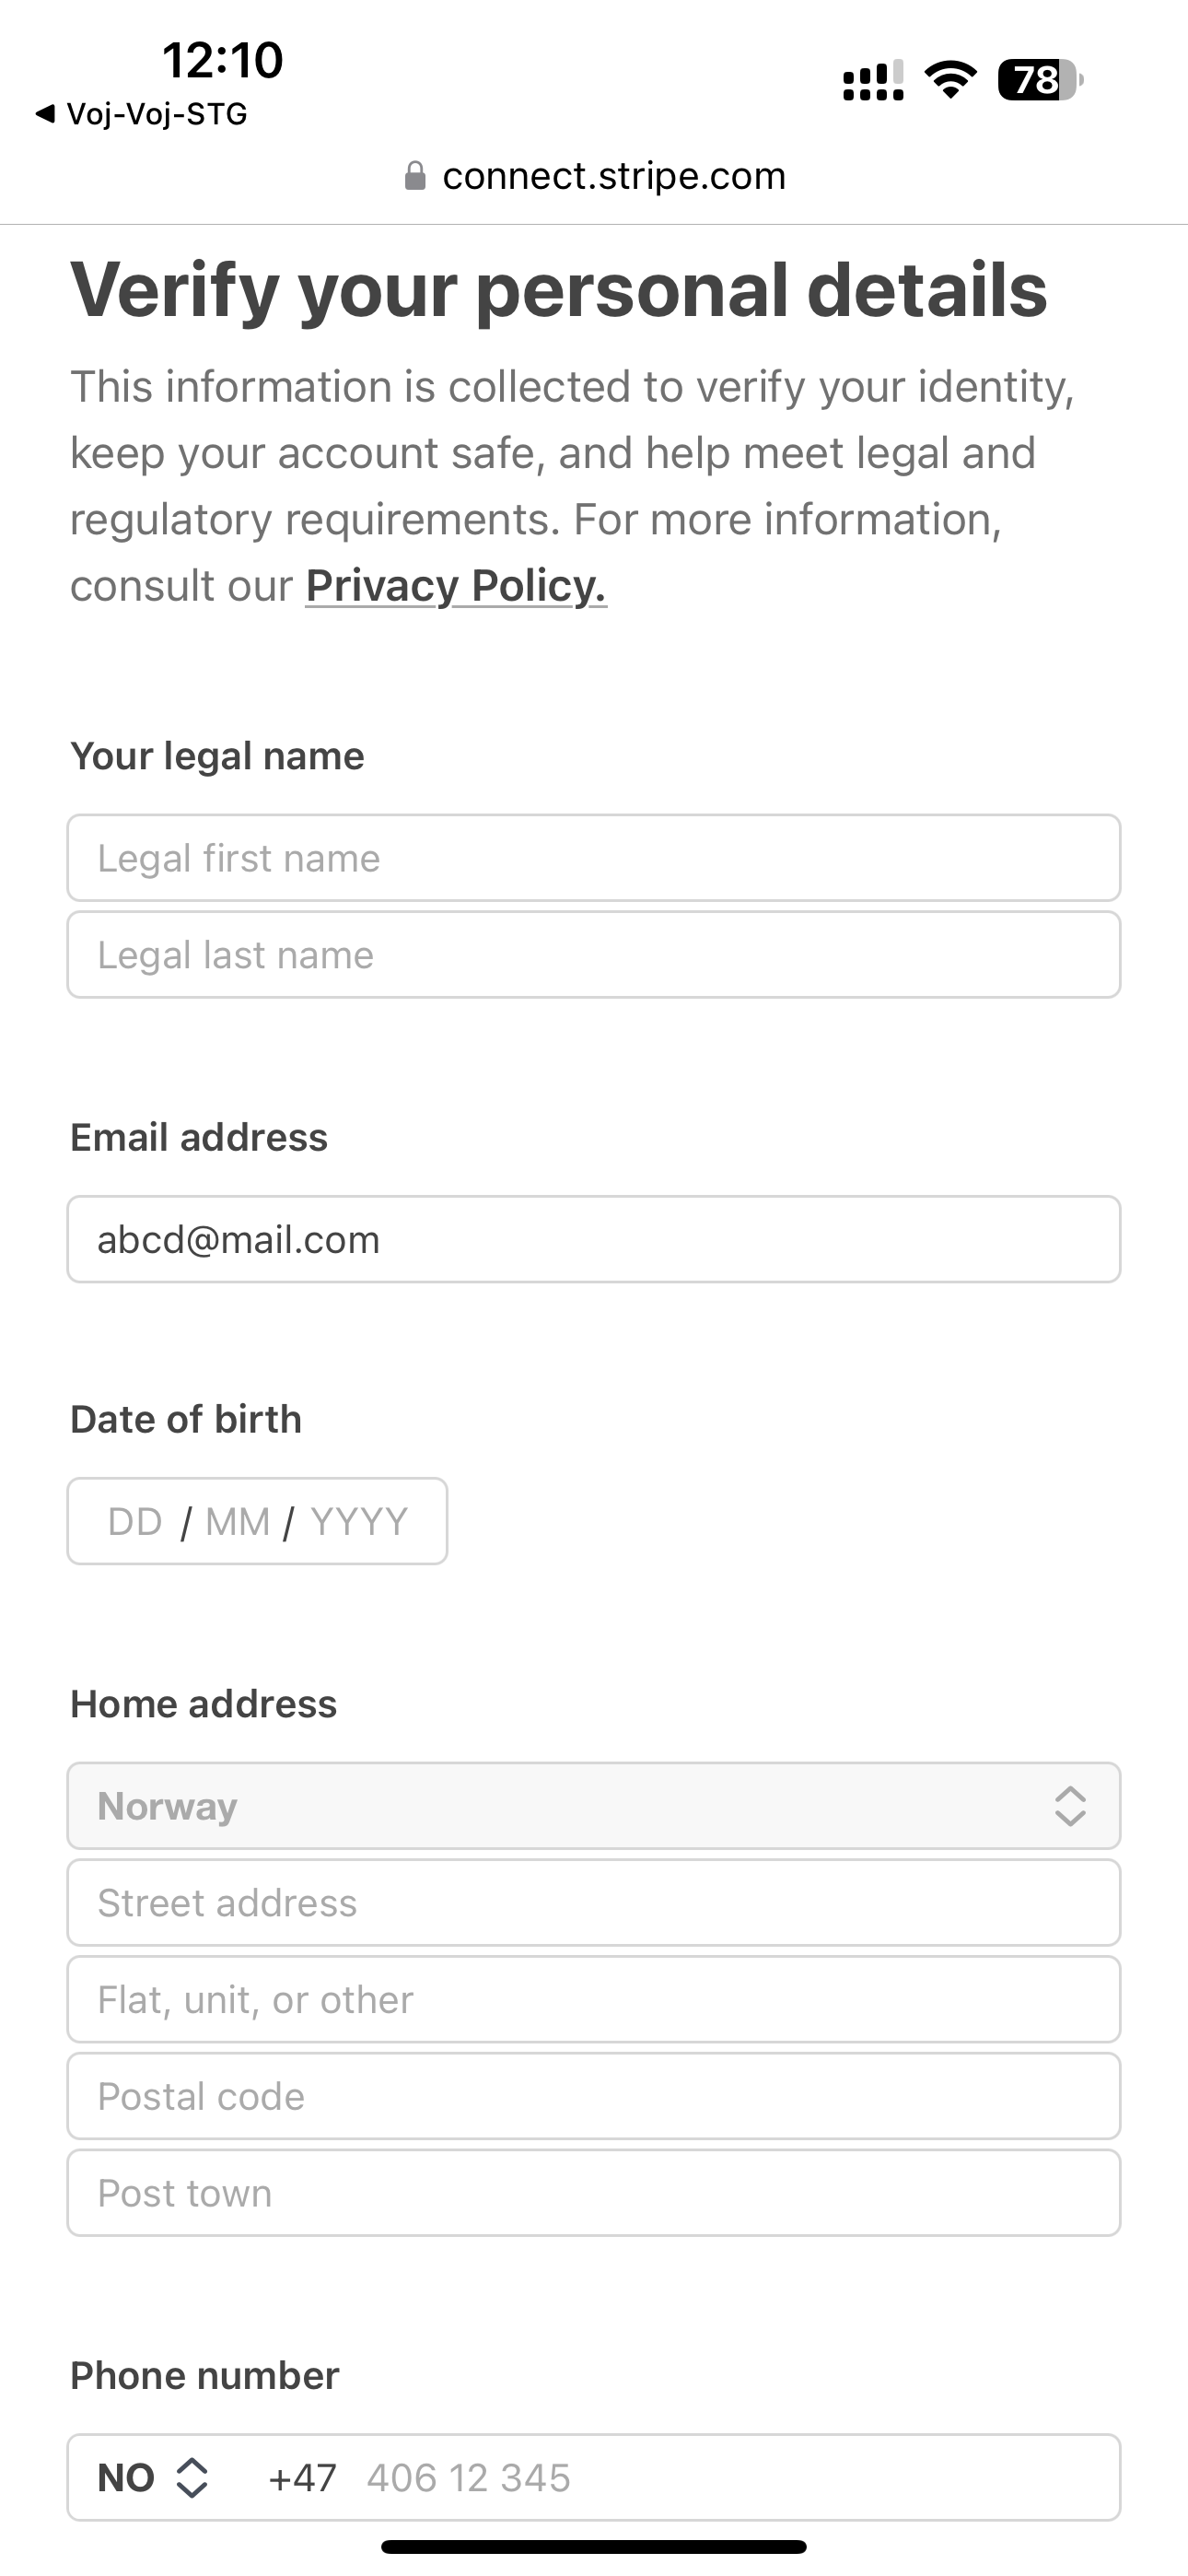 12:10
78
Voj-Voj-STG
connect.stripe.com
Verify your personal details
This information is collected to verify your identity,
keep your account safe, and help meet legal and
regulatory requirements. For more information,
consult our Privacy Policy.
Your legal name
Legal first name
Legal last name
Email address
abcd@mail.com
Date of birth
DD / MM / YYYY
Home address
Norway
Street address
Flat, unit, or other
Postal code
Post town
Phone number
NO +47 406 12 345